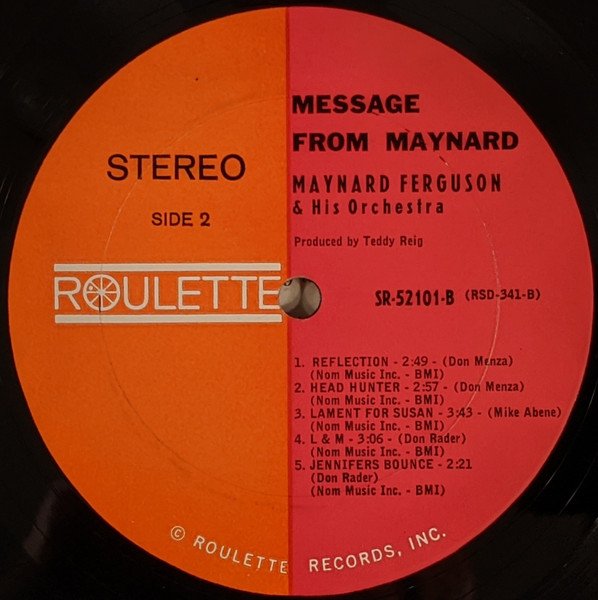 STEREO
SIDE 2
ROULETTE
MESSAGE
FROM MAYNARD
MAYNARD FERGUSON
& His Orchestra
Produced by Teddy Reig
SR-52101-B (RSD-341-B)
1. REFLECTION - 2:49 - (Don Menza)
(Nom Music Inc. - BMI)
2. HEAD HUNTER - 2:57 - (Don Menza)
(Nom Music Inc. - BMI)
3. LAMENT FOR SUSAN - 3:43 - (Mike Abene)
(Nom Music Inc. - BMI)
4. L & M - 3:06 - (Don Rader)
(Nom Music Inc. - BMI)
5. JENNIFERS BOUNCE - 2:21
(Don Rader)
(Nom Music Inc. - BMI)
© ROULETTE RECORDS, INC.